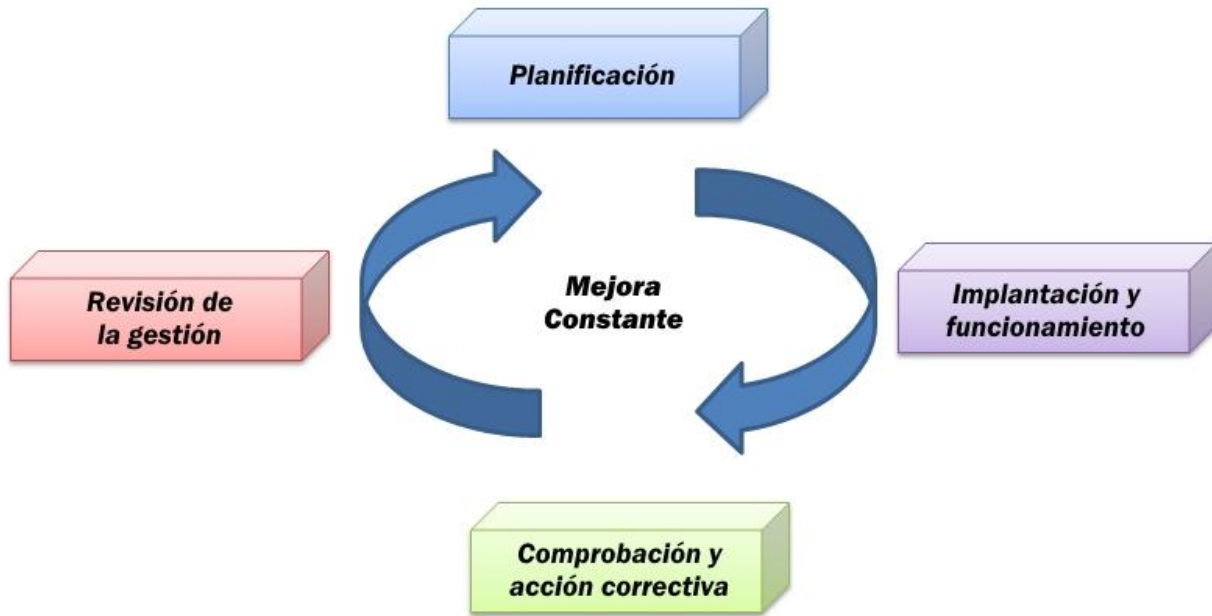 Planificación
Mejora
Constante
Revisión de
la gestión
Implantación y
funcionamiento
Comprobación y
acción correctiva